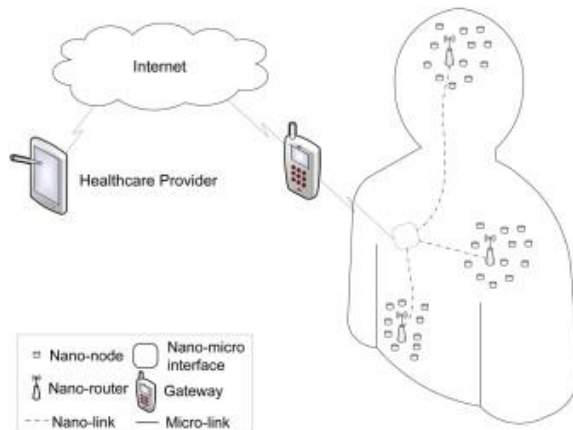 Internet
Healthcare Provider
Nano-node
Nano-micro
interface
Nano-router
Gateway
Nano-link
Micro-link